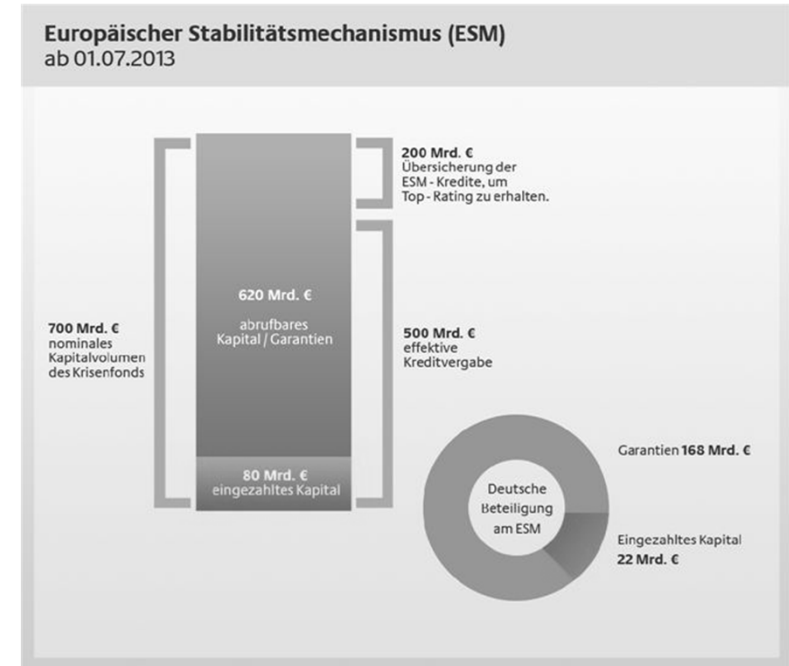 Europäischer Stabilitätsmechanismus (ESM)
ab 01.07.2013
200 Mrd. €
Übersicherung der
ESM - Kredite, um
Top - Rating zu erhalten.
620 Mrd. €
abrufbares
Kapital / Garantien
700 Mrd. €
nominales
Kapitalvolumen
des Krisenfonds
500 Mrd. €
effektive
Kreditvergabe
80 Mrd. €
eingezahltes Kapital
Deutsche
Beteiligung
am ESM
Garantien 168 Mrd. €
Eingezahltes Kapital
22 Mrd. €